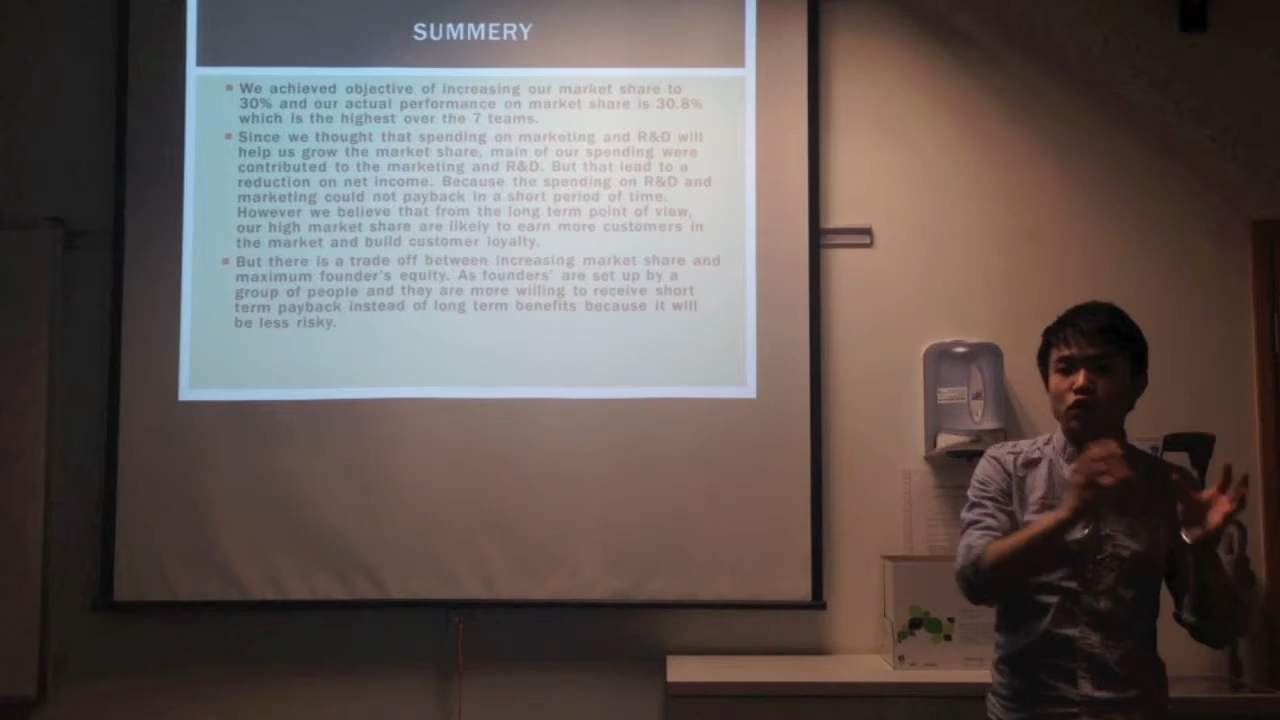 SUMMERY
We achieved objective of increasing our market share to
30% and our actual performance on market share is 30.8%
which is the highest over the 7 teams.
Since we thought that spending on marketing and R&D will
help us grow the market share, main of our spending were
contributed to the marketing and R&D. But that lead to a
reduction on net income. Because the spending on R&D and
marketing could not payback in a short period of time.
However we believe that from the long term point of view,
our high market share are likely to earn more customers in
the market and build customer loyalty.
But there is a trade off between increasing market share and
maximum founder's equity. As founders' are set up by a
group of people and they are more willing to receive short
term payback instead of long term benefits because it will
be less risky.